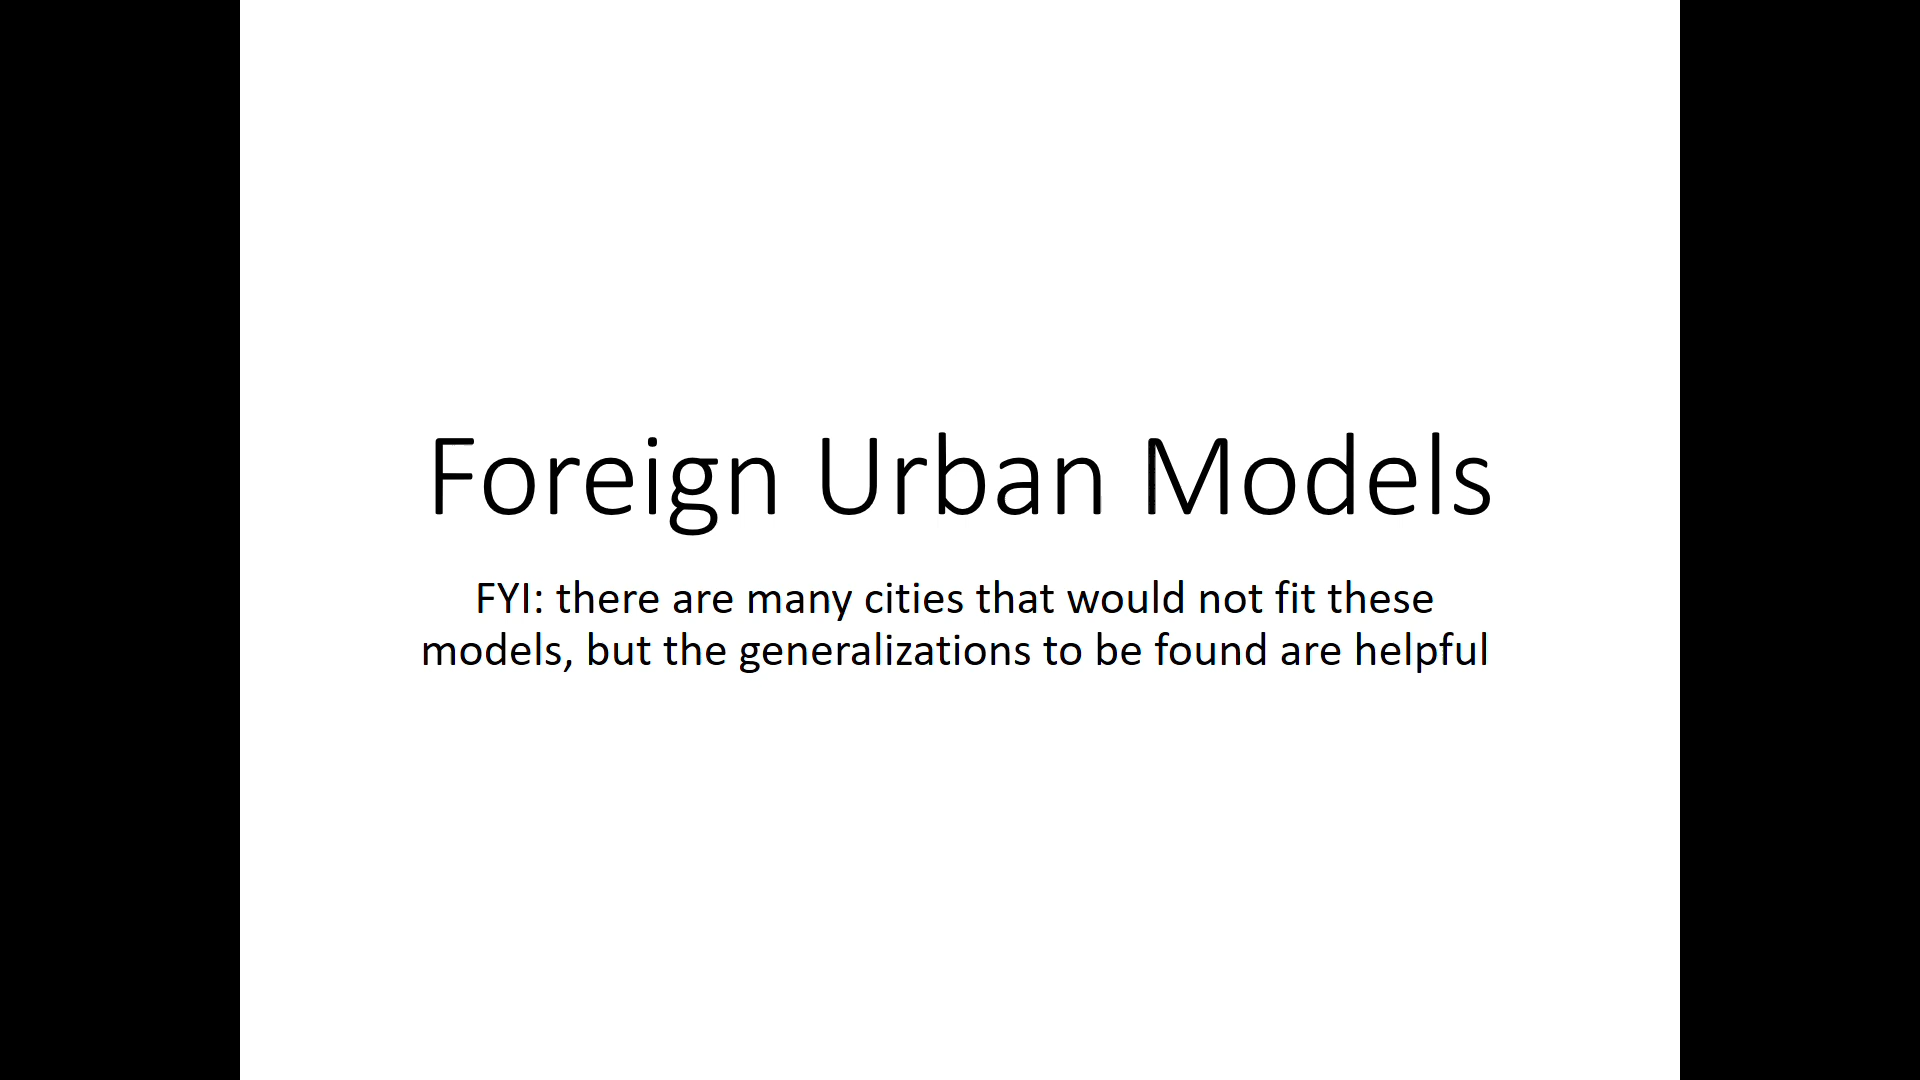 Foreign Urban Models
FYI: there are many cities that would not fit these
models, but the generalizations to be found are helpful